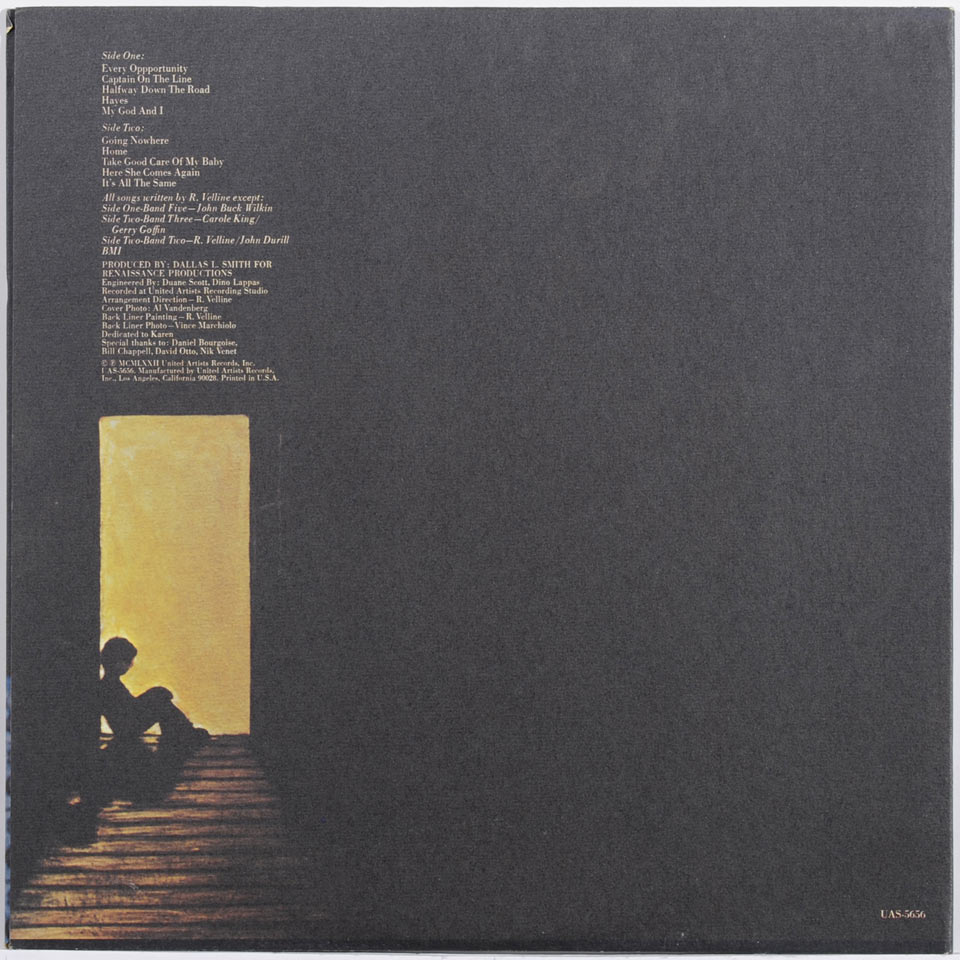 Side One:
Every Oppportunity
Captain On The Line
Halfway Down The Road
Hayes
My God And I
Side Two:
Going Nowhere
Home
Take Good Care Of My Baby
Here She Comes Again
It's All The Same
All songs written by R. Velline except:
Side One-Band Five—John Buck Wilkin
Side Two-Band Three—Carole King/
Gerry Goffin
Side Two-Band Two—R. Velline/John Durill
BMI
PRODUCED BY: DALLAS L. SMITH FOR
RENAISSANCE PRODUCTIONS
Engineered By: Duane Scott, Dino Lappas
Recorded at United Artists Recording Studio
Arrangement Direction—R. Velline
Cover Photo: Al Vandenberg
Back Liner Painting—R. Velline
Back Liner Photo—Vince Marchiolo
Dedicated to Karen
Special thanks to: Daniel Bourgoise,
Bill Chappell, David Otto, Nik Venet
© ℗ MCMLXXII United Artists Records, Inc.
UAS-5656. Manufactured by United Artists Records,
Inc., Los Angeles, California 90028. Printed in U.S.A.
UAS-5656